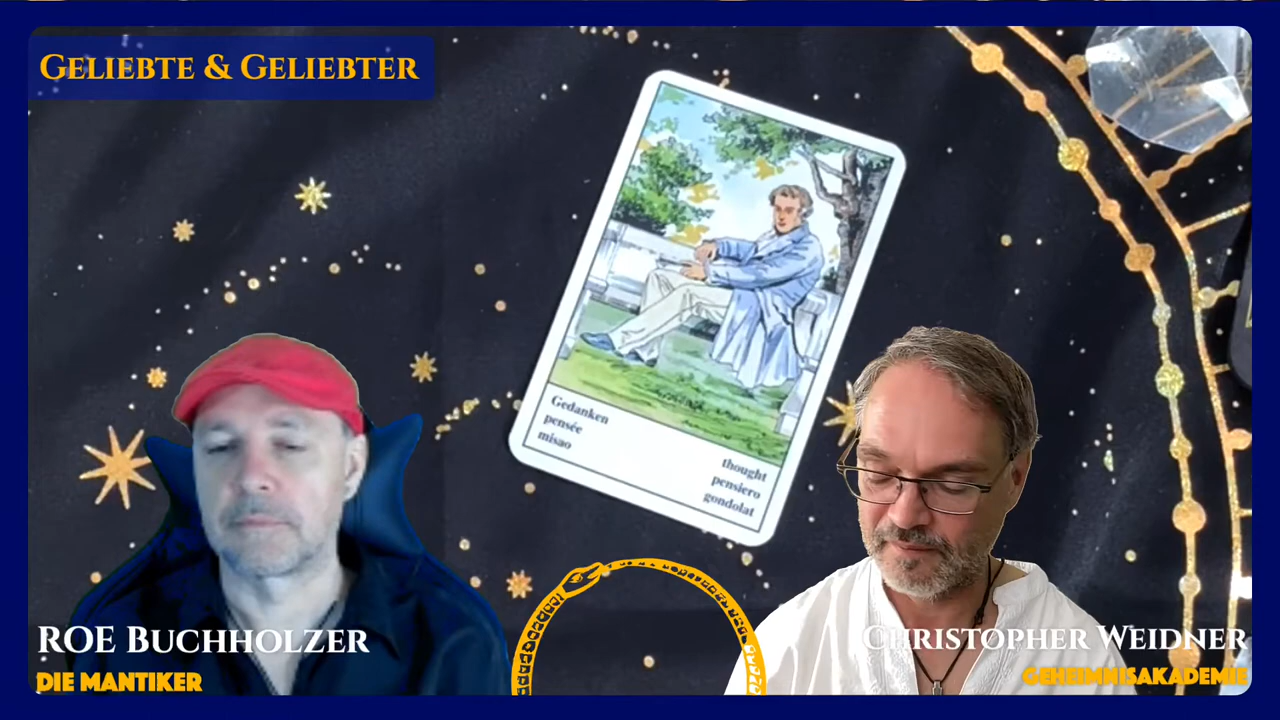 Geliebte & Geliebter
Gedanken
pensée
misao
thought
pensiero
gondolat
ROE Buchholzer
DIE MANTIKER
Christopher Weidner
GEHEIMNISAKADEMIE